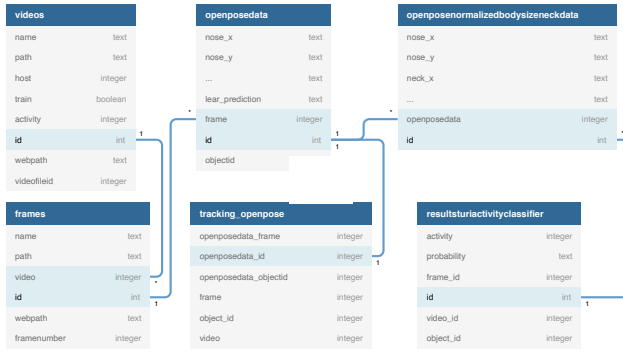 videos
name text
path text
host integer
train boolean
activity integer
id int
webpath text
videofileid integer
openposedata
nose_x text
nose_y text
... text
lear_prediction text
frame integer
id int
objectid
openposenormalizedbodysizeneckdata
nose_x text
nose_y text
neck_x text
... text
openposedata integer
id int
frames
name text
path text
video integer
id int
webpath text
framenumber integer
tracking_openpose
openposedata_frame integer
openposedata_id integer
openposedata_objectid integer
frame integer
object_id integer
video integer
resultsturiactivityclassifier
activity integer
probability text
frame_id integer
id int
video_id integer
object_id integer
1
*
1
*
1
1
*
1
1